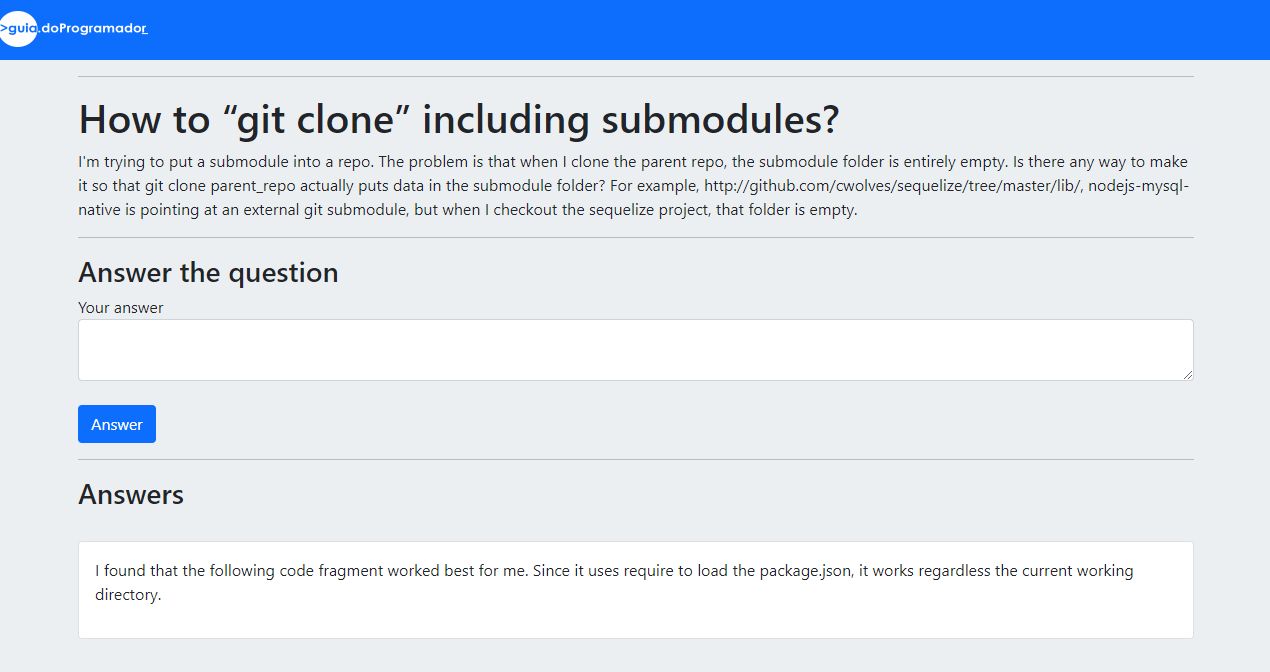 >guia.doProgramador_
How to “git clone” including submodules?
I'm trying to put a submodule into a repo. The problem is that when I clone the parent repo, the submodule folder is entirely empty. Is there any way to make
it so that git clone parent_repo actually puts data in the submodule folder? For example, http://github.com/cwolves/sequelize/tree/master/lib/, nodejs-mysql-
native is pointing at an external git submodule, but when I checkout the sequelize project, that folder is empty.
Answer the question
Your answer
Answer
Answers
I found that the following code fragment worked best for me. Since it uses require to load the package.json, it works regardless the current working
directory.